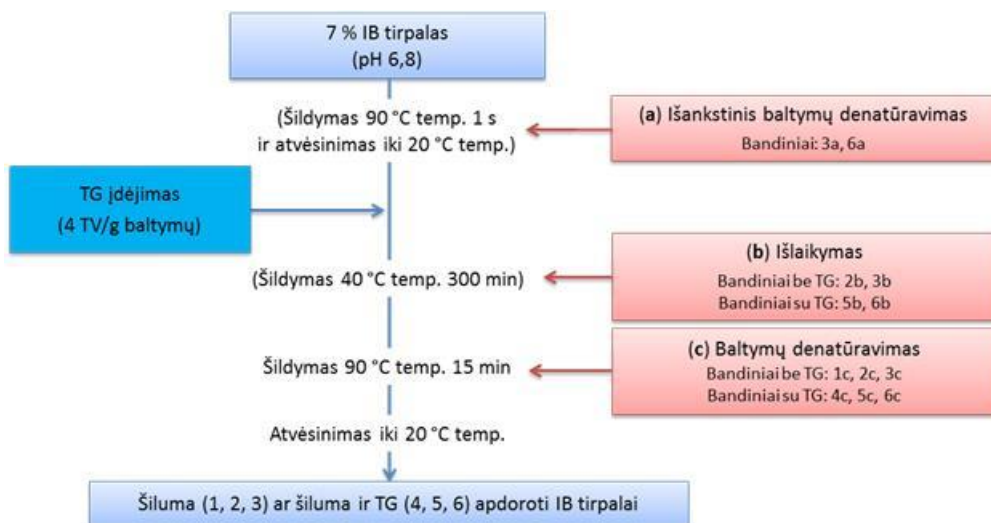 7 % IB tirpalas
(pH 6,8)
(Šildymas 90 °C temp. 1 s
ir atvėsinimas iki 20 °C temp.)
(a) Išankstinis baltymų denatūravimas
Bandiniai: 3a, 6a
TG įdėjimas
(4 TV/g baltymų)
(Šildymas 40 °C temp. 300 min)
(b) Išlaikymas
Bandiniai be TG: 2b, 3b
Bandiniai su TG: 5b, 6b
Šildymas 90 °C temp. 15 min
(c) Baltymų denatūravimas
Bandiniai be TG: 1c, 2c, 3c
Bandiniai su TG: 4c, 5c, 6c
Atvėsinimas iki 20 °C temp.
Šiluma (1, 2, 3) ar šiluma ir TG (4, 5, 6) apdoroti IB tirpalai